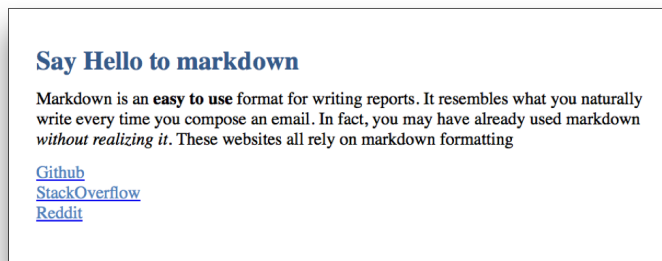 Say Hello to markdown
Markdown is an easy to use format for writing reports. It resembles what you naturally
write every time you compose an email. In fact, you may have already used markdown
without realizing it. These websites all rely on markdown formatting
Github
StackOverflow
Reddit